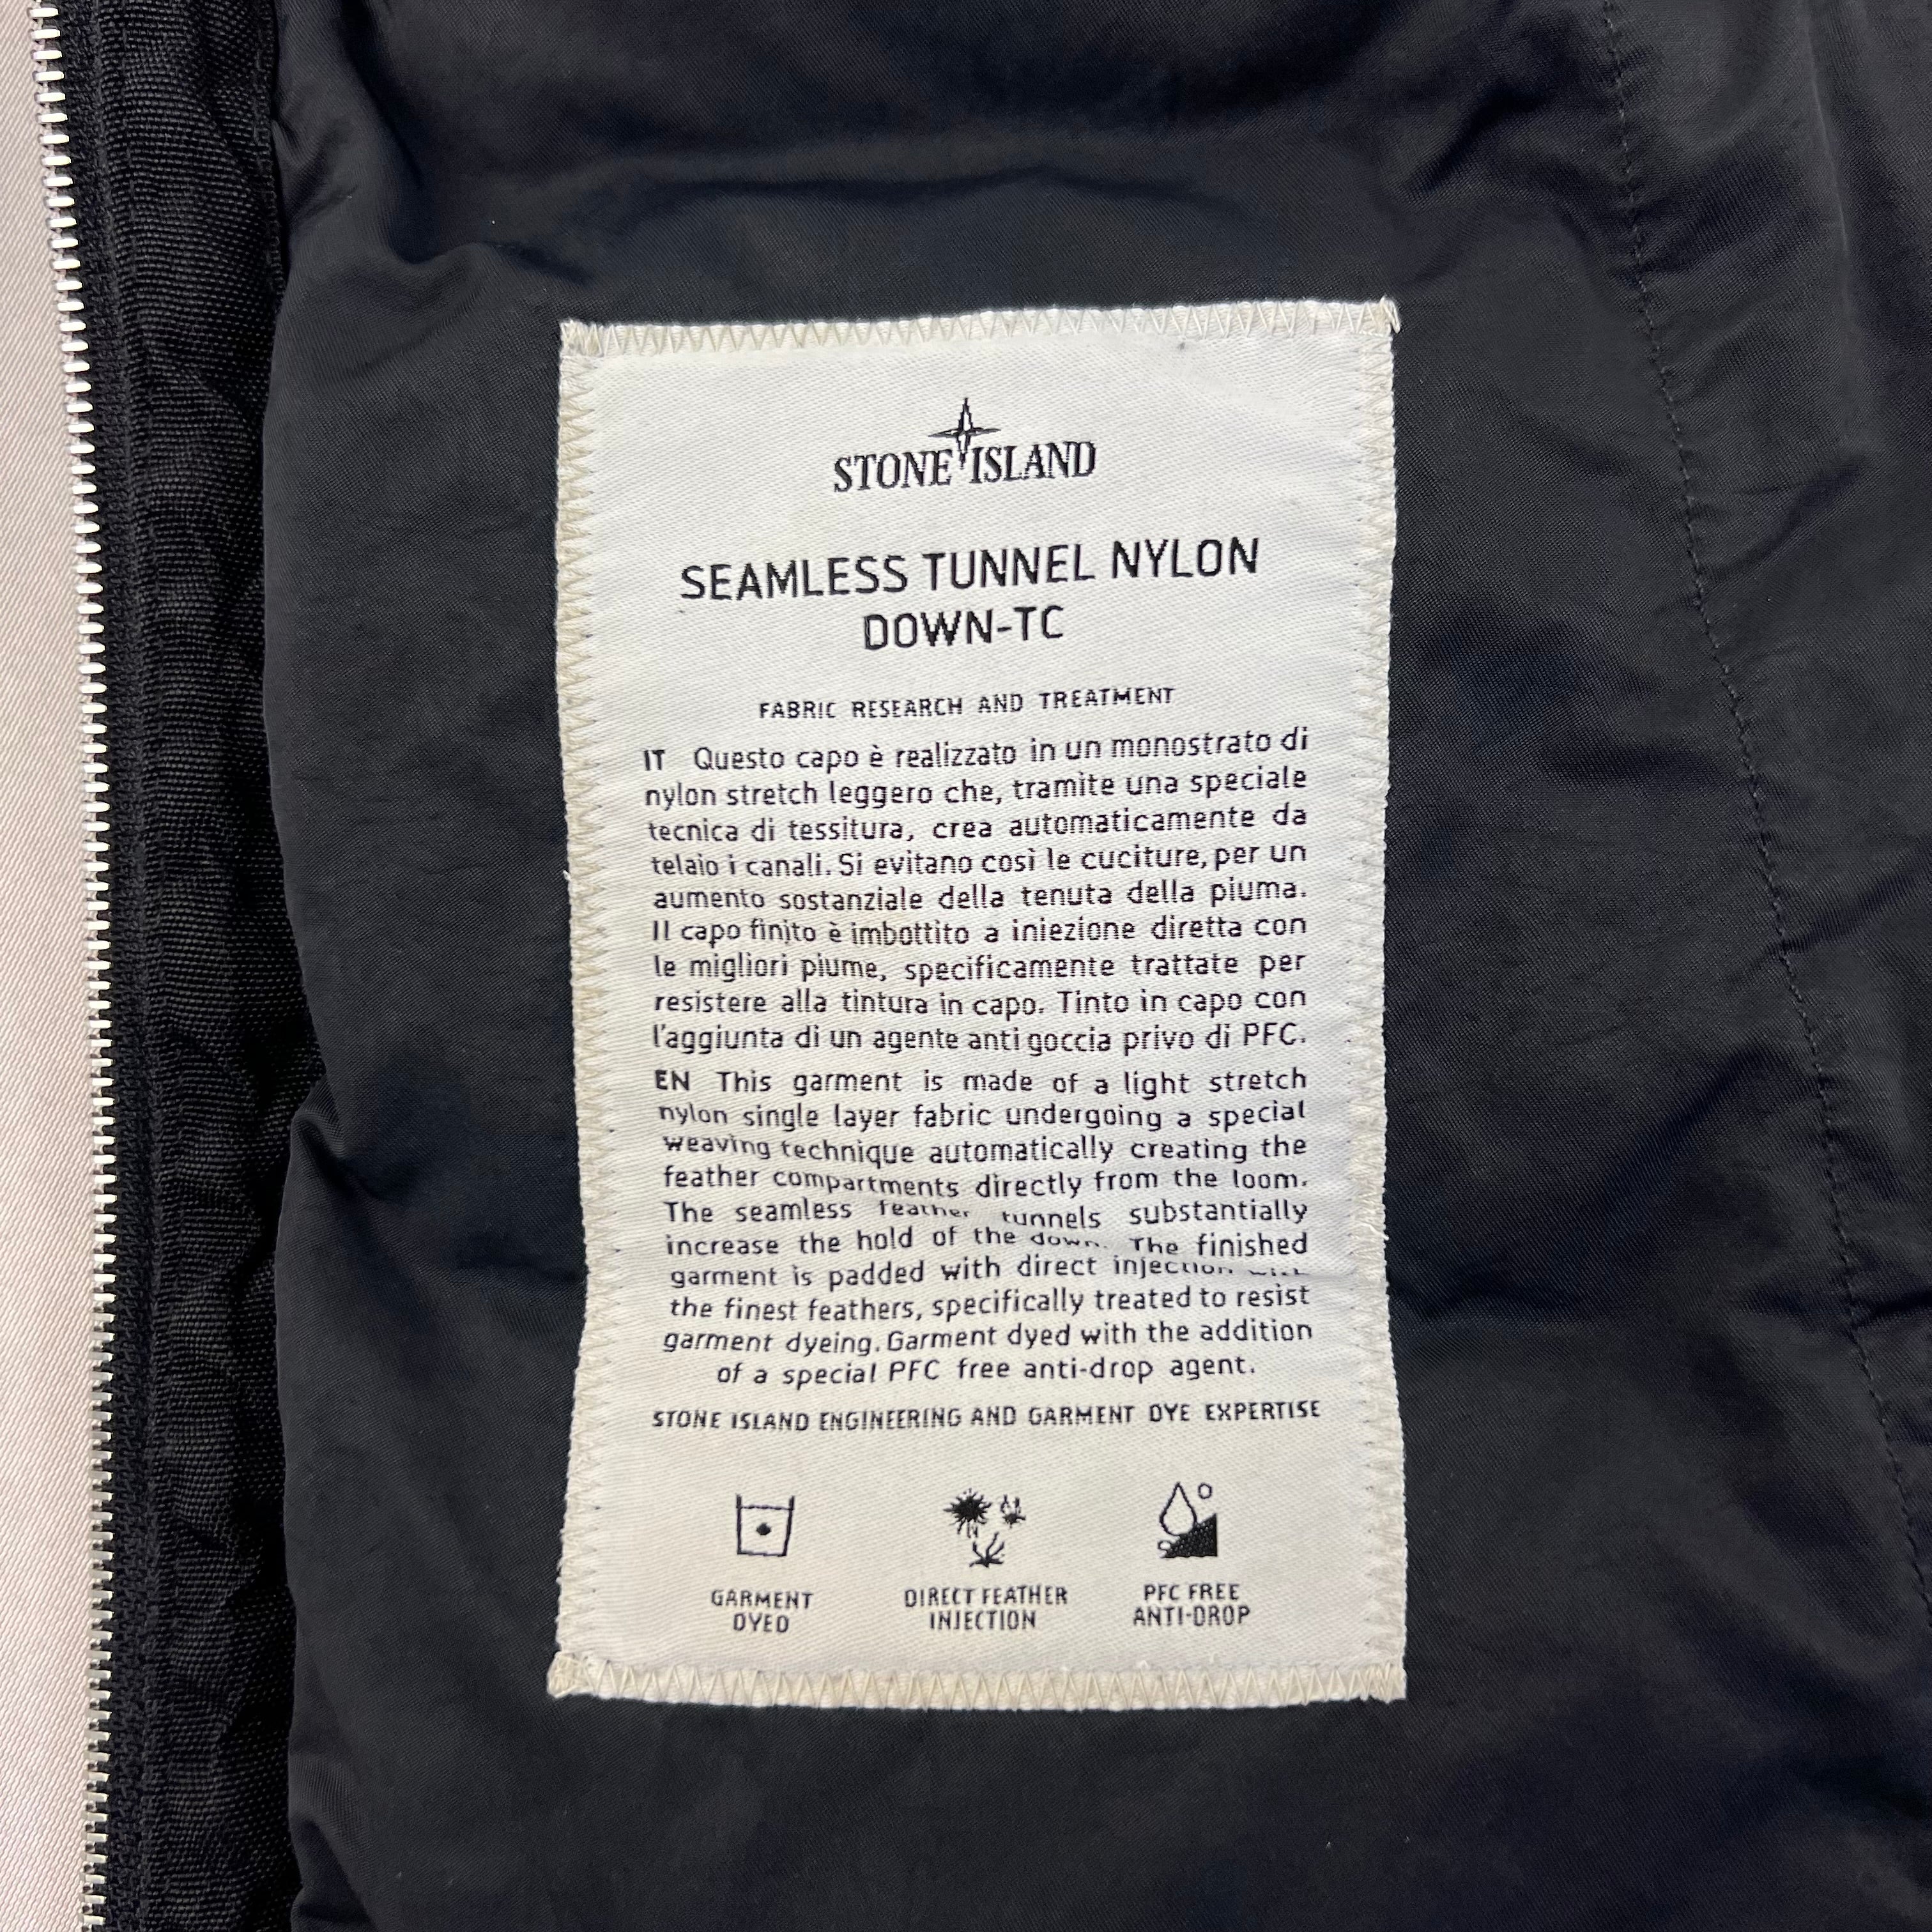 STONE ISLAND
SEAMLESS TUNNEL NYLON
DOWN-TC
FABRIC RESEARCH AND TREATMENT
IT Questo capo è realizzato in un monostrato di
nylon stretch leggero che, tramite una speciale
tecnica di tessitura, crea automaticamente da
telaio i canali. Si evitano così le cuciture, per un
aumento sostanziale della tenuta della piuma.
Il capo finito è imbottito a iniezione diretta con
le migliori piume, specificamente trattate per
resistere alla tintura in capo. Tinto in capo con
l'aggiunta di un agente anti goccia privo di PFC.
EN This garment is made of a light stretch
nylon single layer fabric undergoing a special
weaving technique automatically creating the
feather compartments directly from the loom.
The seamless feather tunnels substantially
increase the hold of the down. The finished
garment is padded with direct injection
the finest feathers, specifically treated to resist
garment dyeing. Garment dyed with the addition
of a special PFC free anti-drop agent.
STONE ISLAND ENGINEERING AND GARMENT DYE EXPERTISE
GARMENT
DYED
DIRECT FEATHER
INJECTION
PFC FREE
ANTI-DROP